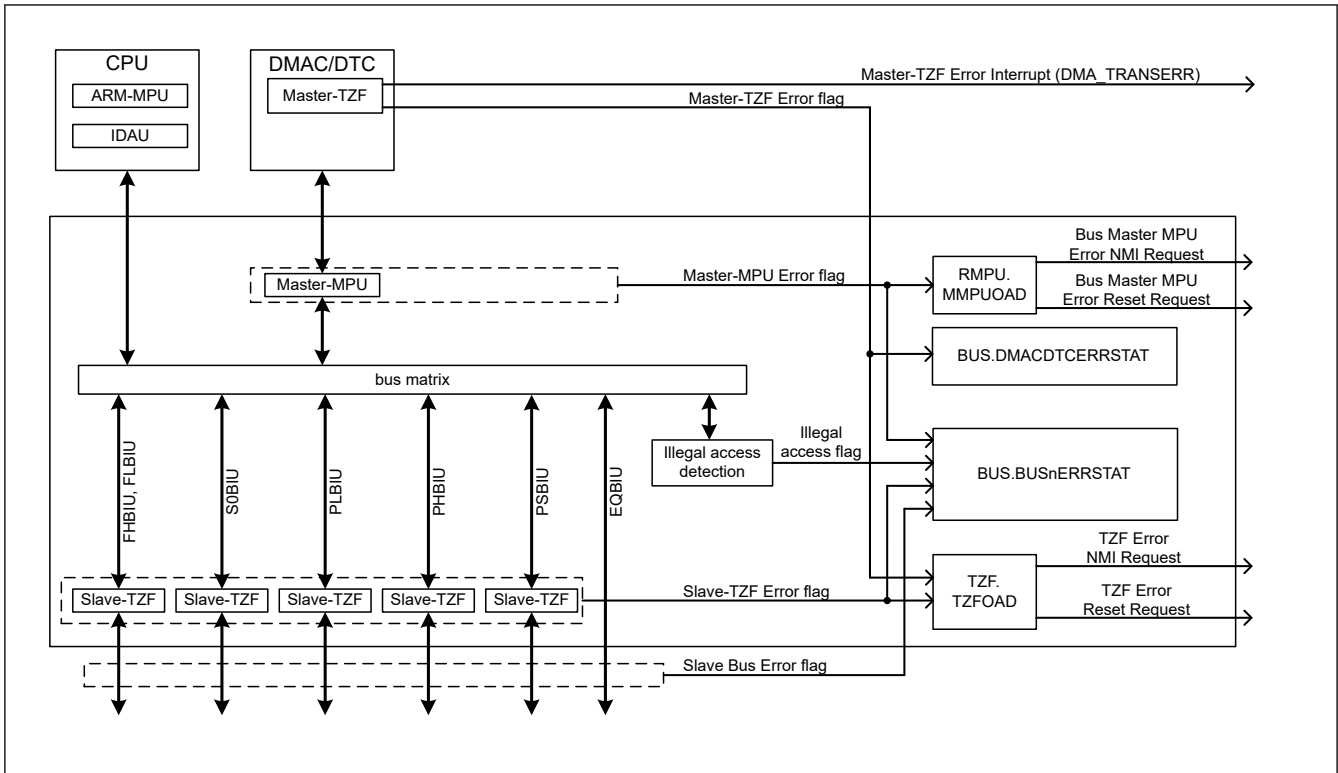 CPU
ARM-MPU
IDAU
DMAC/DTC
Master-TZF
Master-TZF Error Interrupt (DMA_TRANSERR)
Master-TZF Error flag
Master-MPU
Master-MPU Error flag
RMPU.
MMPUOAD
Bus Master MPU
Error NMI Request
Bus Master MPU
Error Reset Request
BUS.DMACDTCERRSTAT
bus matrix
FHBIU, FLBIU
S0BIU
PLBIU
PHBIU
PSBIU
EQBIU
Illegal access
detection
Illegal
access flag
BUS.BUSnERRSTAT
Slave-TZF
Slave-TZF
Slave-TZF
Slave-TZF
Slave-TZF
Slave-TZF Error flag
TZF.
TZFOAD
TZF Error
NMI Request
TZF Error
Reset Request
Slave Bus Error flag